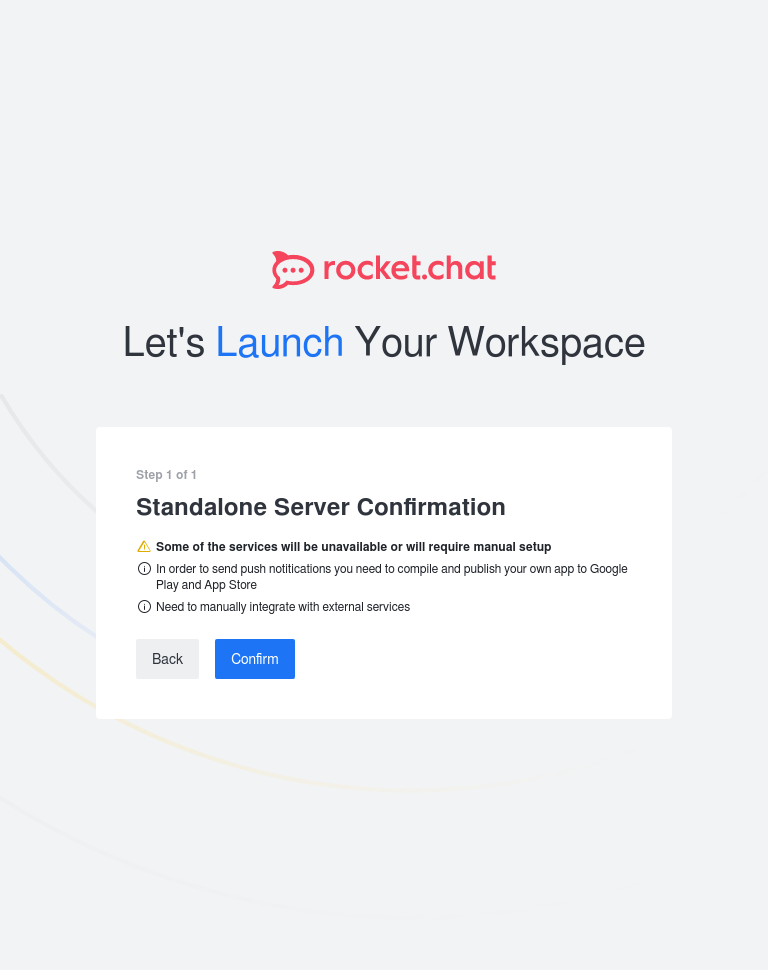 rocket.chat
Let's Launch Your Workspace
Step 1 of 1
Standalone Server Confirmation
Some of the services will be unavailable or will require manual setup
In order to send push notitications you need to compile and publish your own app to Google
Play and App Store
Need to manually integrate with external services
Back
Confirm